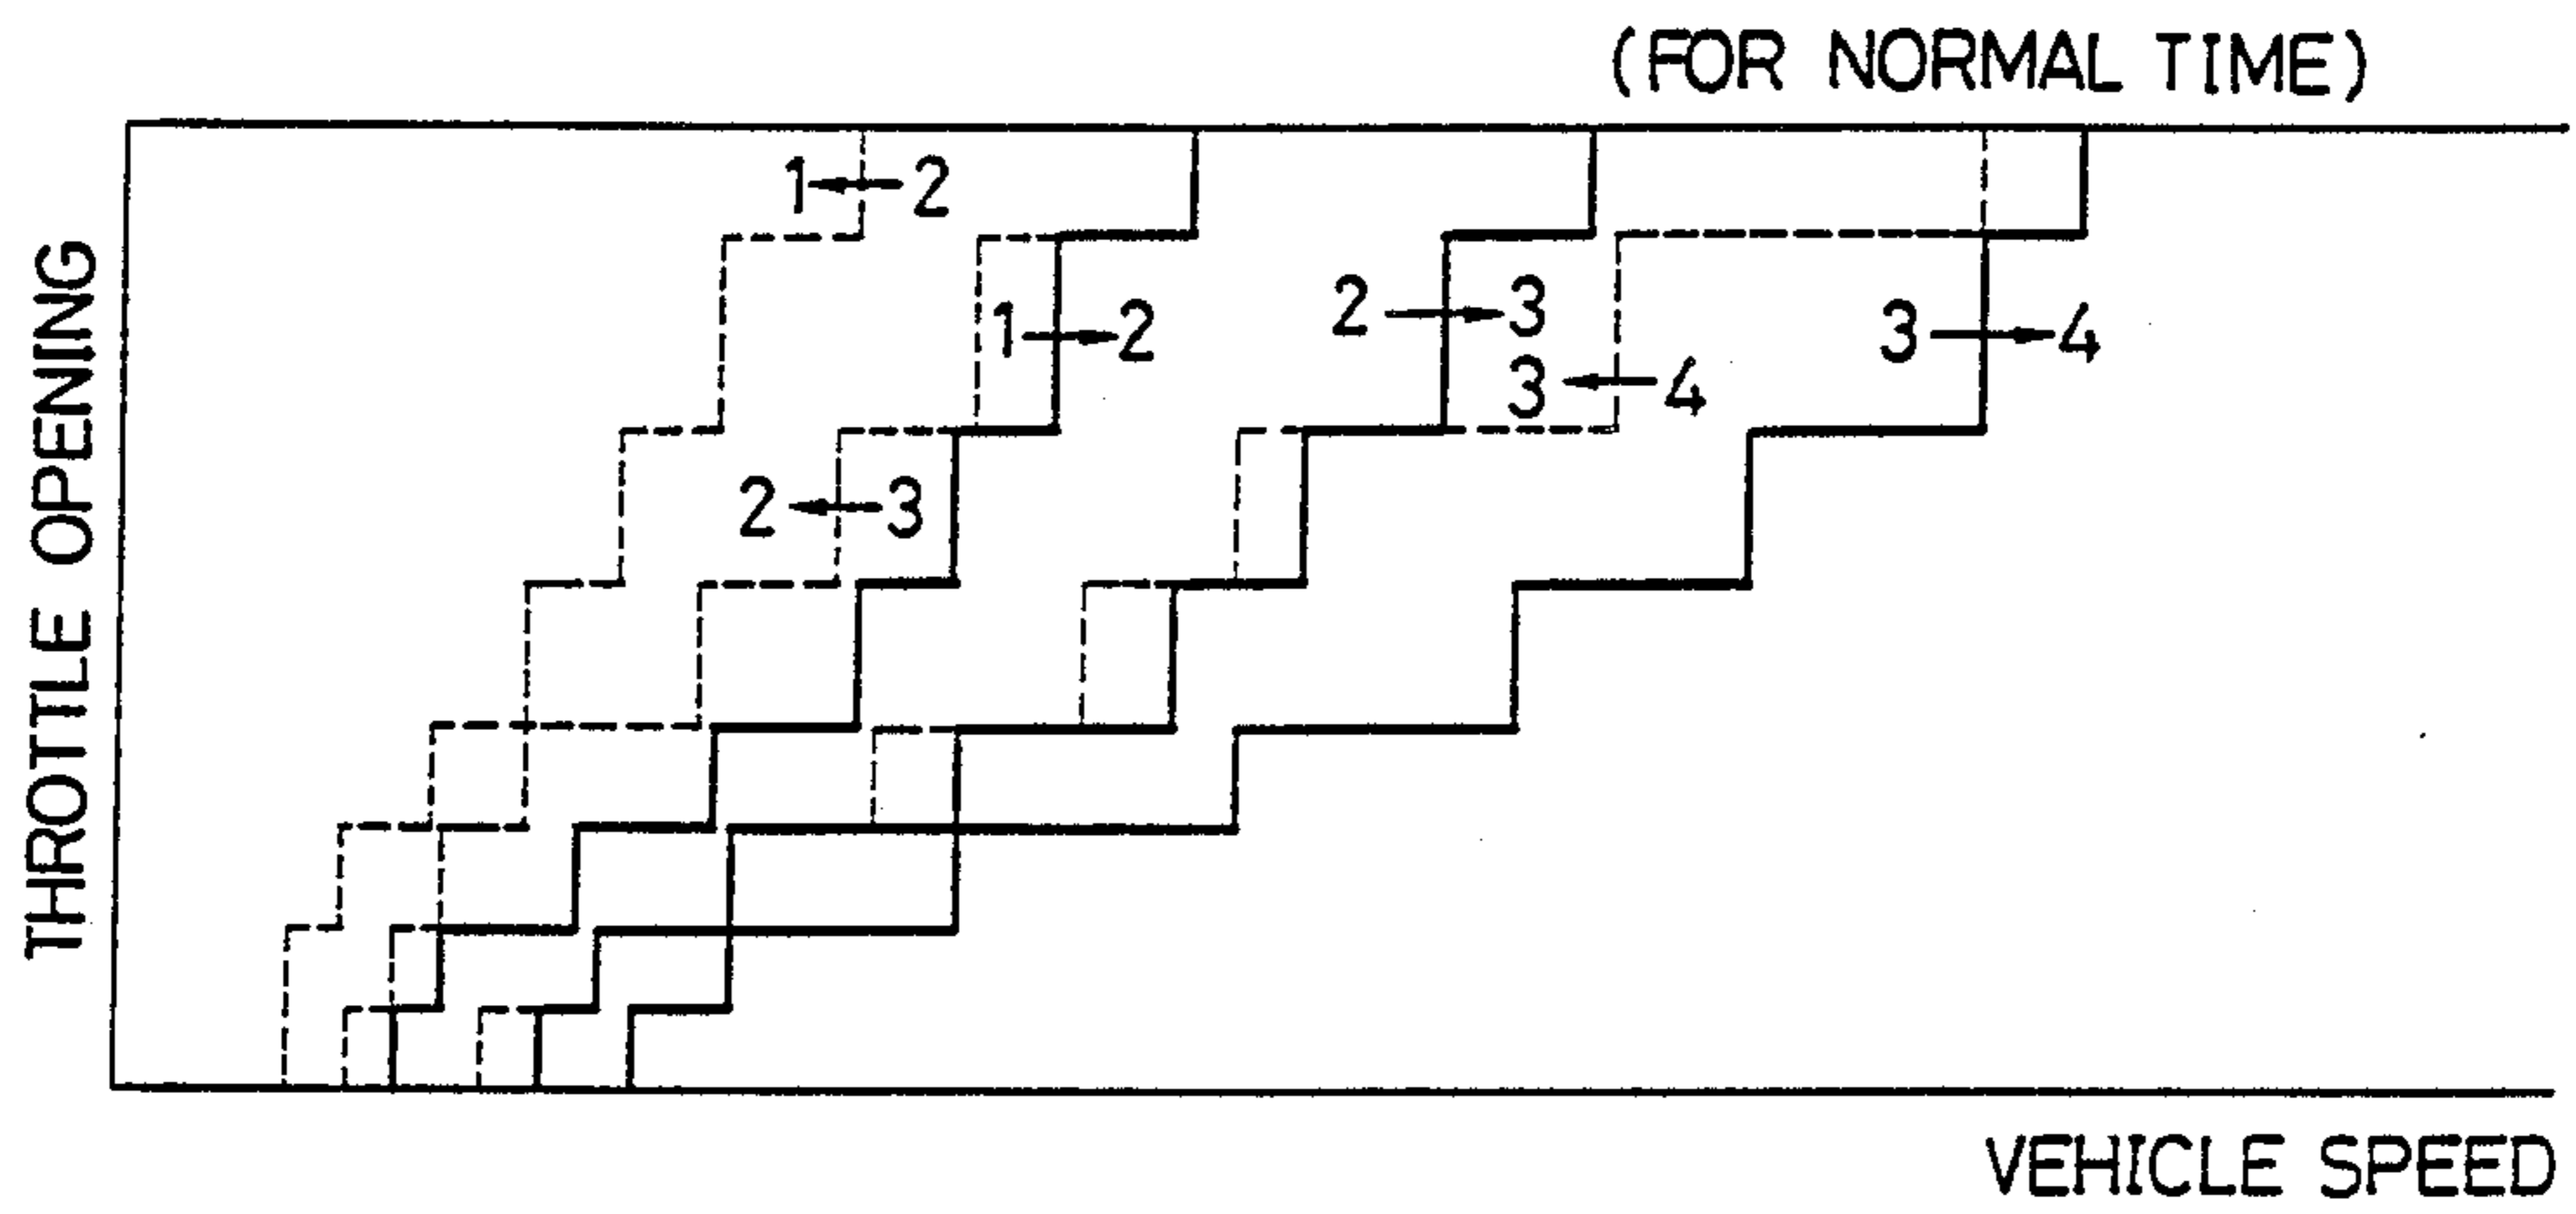 (FOR NORMAL TIME)
1←2
1→2
2→3
3←4
3→4
2←3
THROTTLE OPENING
VEHICLE SPEED